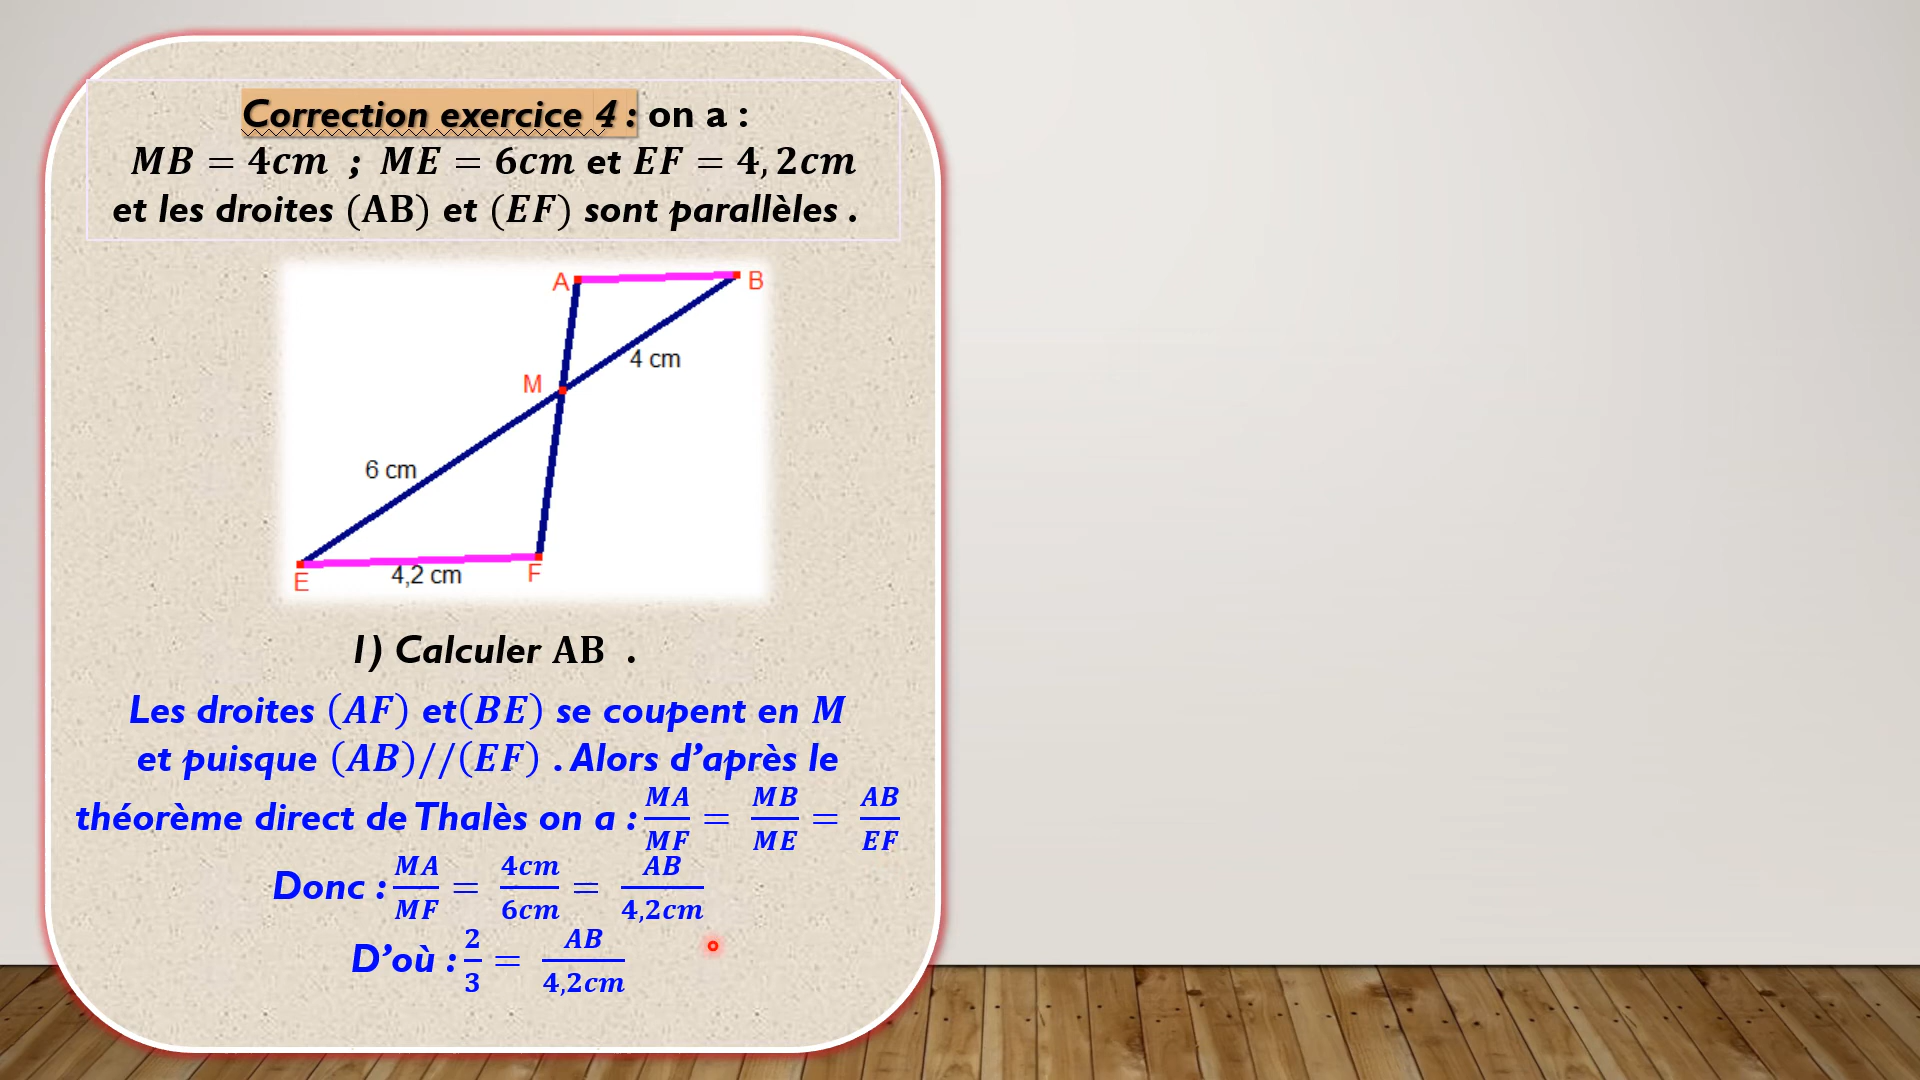 Correction exercice 4 : on a :
MB = 4cm ; ME = 6cm et EF = 4,2cm
et les droites (AB) et (EF) sont parallèles .
A
B
4 cm
M
6 cm
4,2 cm
F
E
1) Calculer AB .
Les droites (AF) et(BE) se coupent en M
et puisque (AB)//(EF) . Alors d’après le
théorème direct de Thalès on a : MA/MF = MB/ME = AB/EF
Donc : MA/MF = 4cm/6cm = AB/4,2cm
D’où : 2/3 = AB/4,2cm